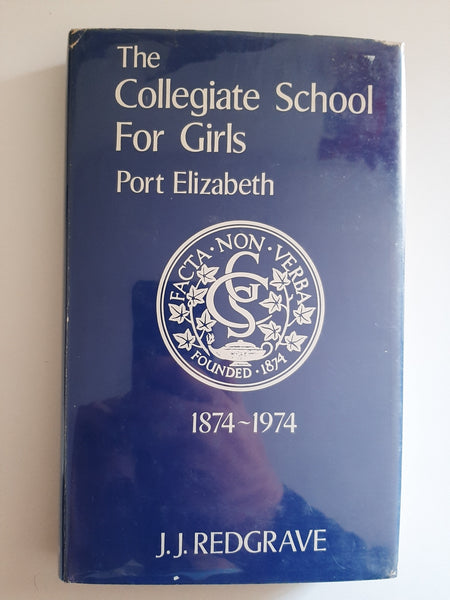 The
Collegiate School
For Girls
Port Elizabeth
FACTA · NON · VERBA
CGS
FOUNDED · 1874
1874~1974
J. J. REDGRAVE